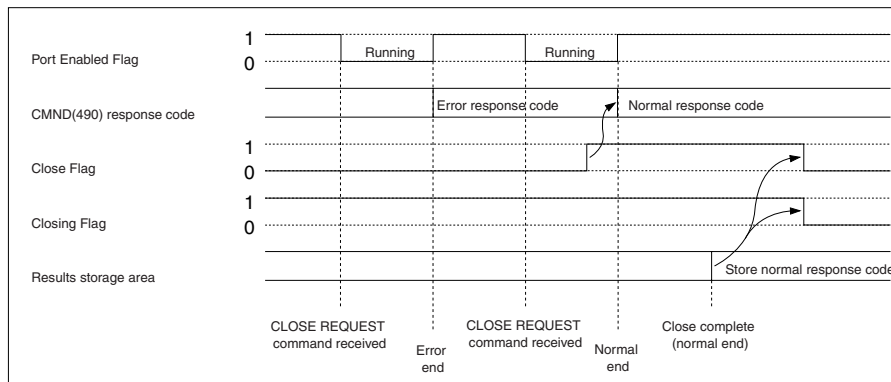 1
Port Enabled Flag
0
Running
Running
CMND(490) response code
Error response code
Normal response code
1
Close Flag
0
1
Closing Flag
0
Results storage area
Store normal response code
CLOSE REQUEST
command received
Error
end
CLOSE REQUEST
command received
Normal
end
Close complete
(normal end)